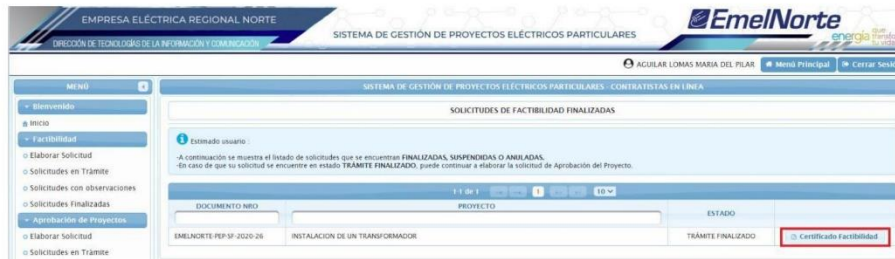 EMPRESA ELÉCTRICA REGIONAL NORTE
DIRECCIÓN DE TECNOLOGÍAS DE LA INFORMACIÓN Y COMUNICACIÓN
SISTEMA DE GESTIÓN DE PROYECTOS ELÉCTRICOS PARTICULARES
EmelNorte
energía que
AGUILAR LOMAS MARIA DEL PILAR Menú Principal Cerrar Sesi
MENÚ
SISTEMA DE GESTIÓN DE PROYECTOS ELÉCTRICOS PARTICULARES - CONTRATISTAS EN LÍNEA
Bienvenido
Inicio
Factibilidad
Elaborar Solicitud
Solicitudes en Trámite
Solicitudes con observaciones
Solicitudes Finalizadas
Aprobación de Proyectos
Elaborar Solicitud
Solicitudes en Trámite
SOLICITUDES DE FACTIBILIDAD FINALIZADAS
Estimado usuario :
-A continuación se muestra el listado de solicitudes que se encuentran FINALIZADAS, SUSPENDIDAS O ANULADAS.
-En caso de que su solicitud se encuentre en estado TRÁMITE FINALIZADO, puede continuar a elaborar la solicitud de Aprobación del Proyecto.
1-1 de 1 1 10
DOCUMENTO NRO PROYECTO ESTADO
EMELNORTE-PEP-SF-2020-26 INSTALACION DE UN TRANSFORMADOR TRÁMITE FINALIZADO Certificado Factibilidad